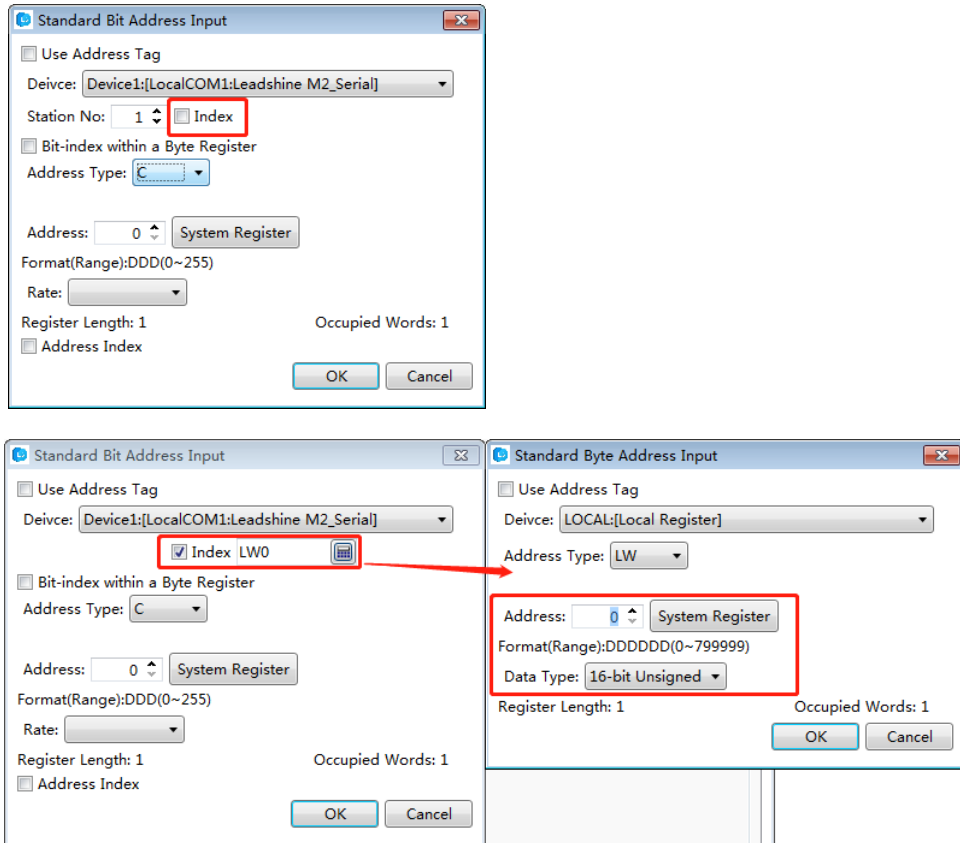 Standard Bit Address Input
Use Address Tag
Deivce: Device1:[LocalCOM1:Leadshine M2_Serial]
Station No: 1 Index
Bit-index within a Byte Register
Address Type: C
Address: 0 System Register
Format(Range):DDD(0~255)
Rate:
Register Length: 1 Occupied Words: 1
Address Index
OK Cancel
Standard Bit Address Input
Use Address Tag
Deivce: Device1:[LocalCOM1:Leadshine M2_Serial]
Index LW0
Bit-index within a Byte Register
Address Type: C
Address: 0 System Register
Format(Range):DDD(0~255)
Rate:
Register Length: 1 Occupied Words: 1
Address Index
OK Cancel
Standard Byte Address Input
Use Address Tag
Deivce: LOCAL:[Local Register]
Address Type: LW
Address: 0 System Register
Format(Range):DDDDDD(0~799999)
Data Type: 16-bit Unsigned
Register Length: 1 Occupied Words: 1
OK Cancel